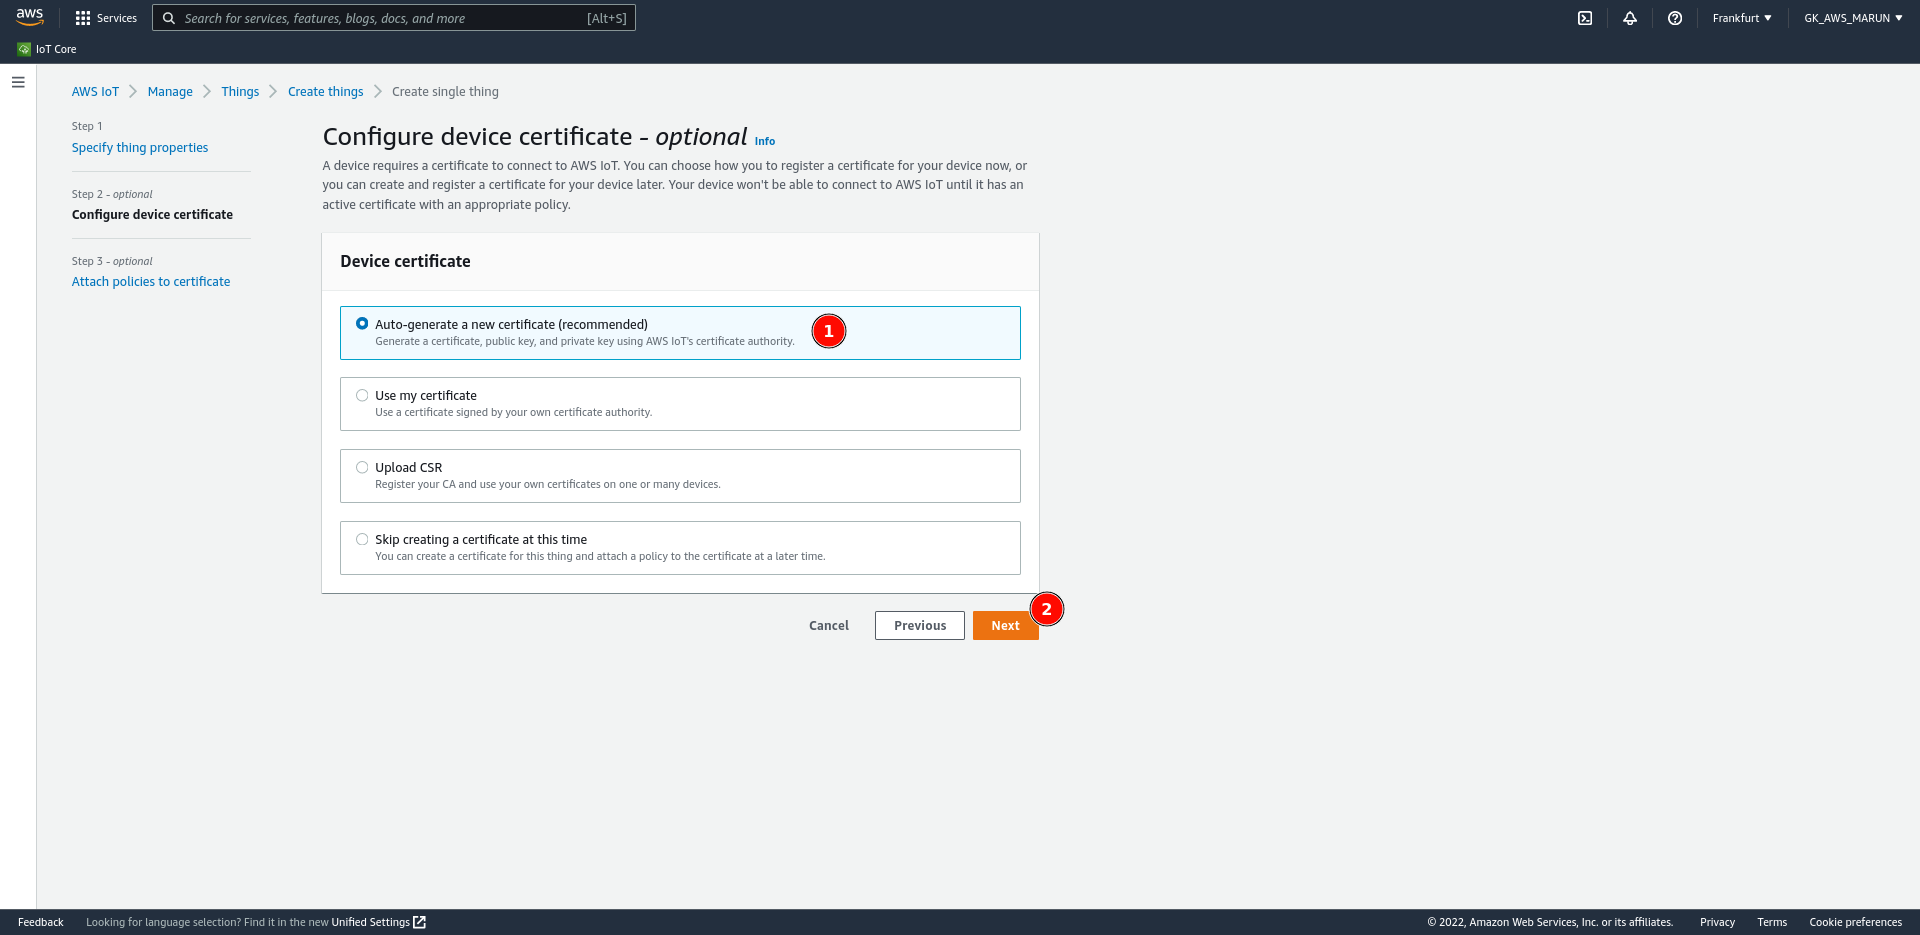 aws
Services
Search for services, features, blogs, docs, and more
[Alt+S]
Frankfurt
GK_AWS_MARUN
IoT Core
AWS IoT
Manage
Things
Create things
Create single thing
Step 1
Specify thing properties
Step 2 - optional
Configure device certificate
Step 3 - optional
Attach policies to certificate
Configure device certificate - optional Info
A device requires a certificate to connect to AWS IoT. You can choose how you to register a certificate for your device now, or
you can create and register a certificate for your device later. Your device won't be able to connect to AWS IoT until it has an
active certificate with an appropriate policy.
Device certificate
Auto-generate a new certificate (recommended)
Generate a certificate, public key, and private key using AWS IoT's certificate authority.
1
Use my certificate
Use a certificate signed by your own certificate authority.
Upload CSR
Register your CA and use your own certificates on one or many devices.
Skip creating a certificate at this time
You can create a certificate for this thing and attach a policy to the certificate at a later time.
2
Cancel
Previous
Next
Feedback
Looking for language selection? Find it in the new Unified Settings
© 2022, Amazon Web Services, Inc. or its affiliates.
Privacy
Terms
Cookie preferences